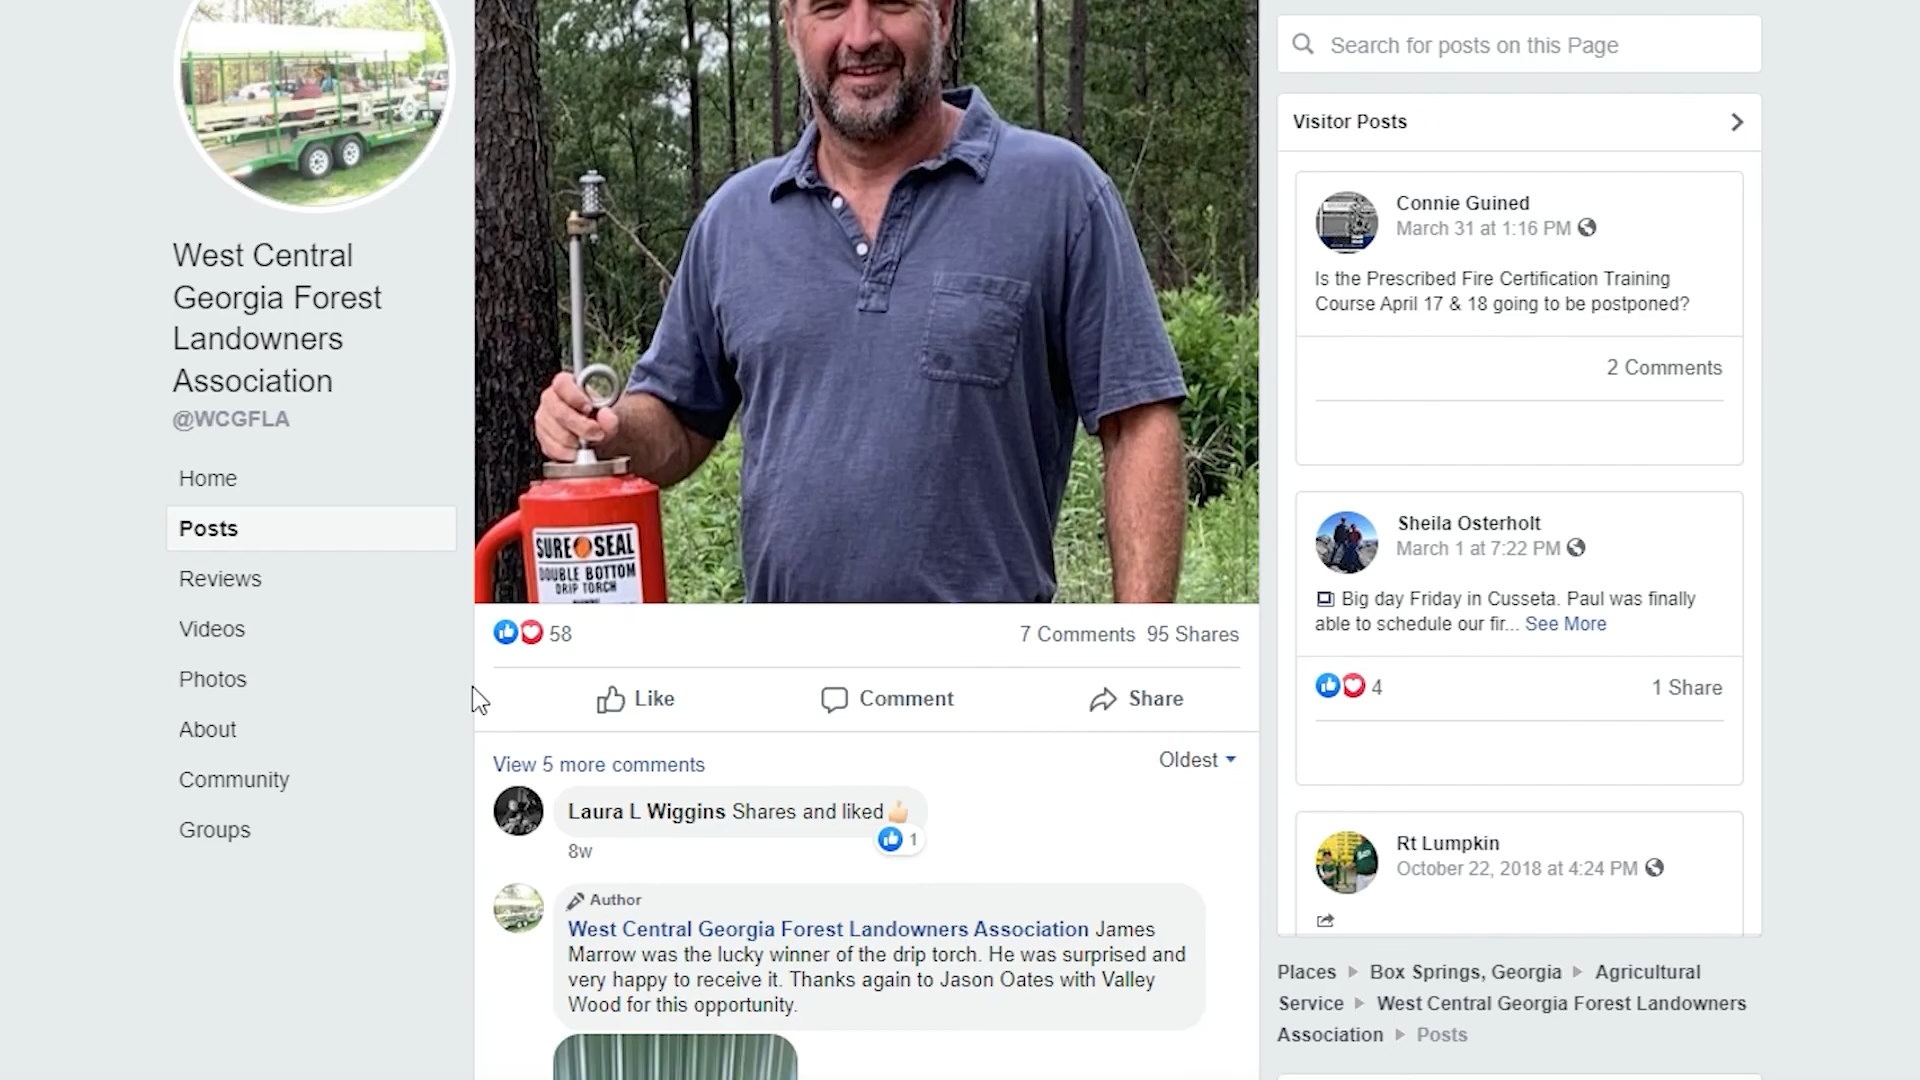 West Central
Georgia Forest
Landowners
Association
@WCGFLA
Home
Posts
Reviews
Videos
Photos
About
Community
Groups
SURE SEAL
DOUBLE BOTTOM
DRIP TORCH
58
7 Comments 95 Shares
Like
Comment
Share
View 5 more comments
Oldest
Laura L Wiggins Shares and liked👍🏻
1
8w
Author
West Central Georgia Forest Landowners Association James
Marrow was the lucky winner of the drip torch. He was surprised and
very happy to receive it. Thanks again to Jason Oates with Valley
Wood for this opportunity.
Search for posts on this Page
Visitor Posts
Connie Guined
March 31 at 1:16 PM
Is the Prescribed Fire Certification Training
Course April 17 & 18 going to be postponed?
2 Comments
Sheila Osterholt
March 1 at 7:22 PM
Big day Friday in Cusseta. Paul was finally
able to schedule our fir... See More
4
1 Share
Rt Lumpkin
October 22, 2018 at 4:24 PM
Places ▸ Box Springs, Georgia ▸ Agricultural
Service ▸ West Central Georgia Forest Landowners
Association ▸ Posts